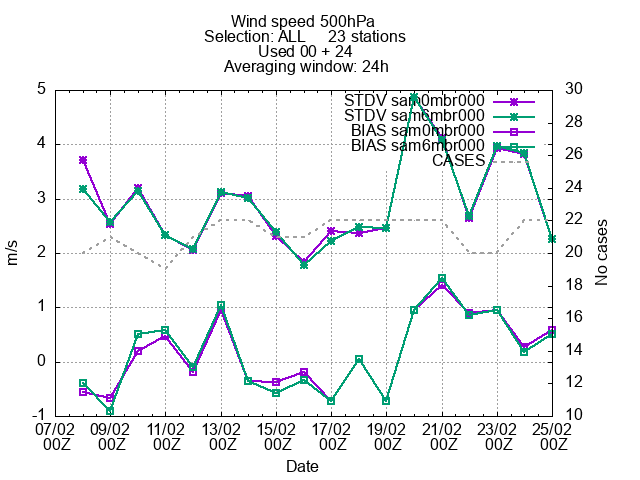 Wind speed 500hPa
Selection: ALL 23 stations
Used 00 + 24
Averaging window: 24h
STDV sam0mbr000
STDV sam6mbr000
BIAS sam0mbr000
BIAS sam6mbr000
CASES
5
4
3
2
1
0
-1
m/s
30
28
26
24
22
20
18
16
14
12
10
No cases
07/02 09/02 11/02 13/02 15/02 17/02 19/02 21/02 23/02 25/02
00Z 00Z 00Z 00Z 00Z 00Z 00Z 00Z 00Z 00Z
Date